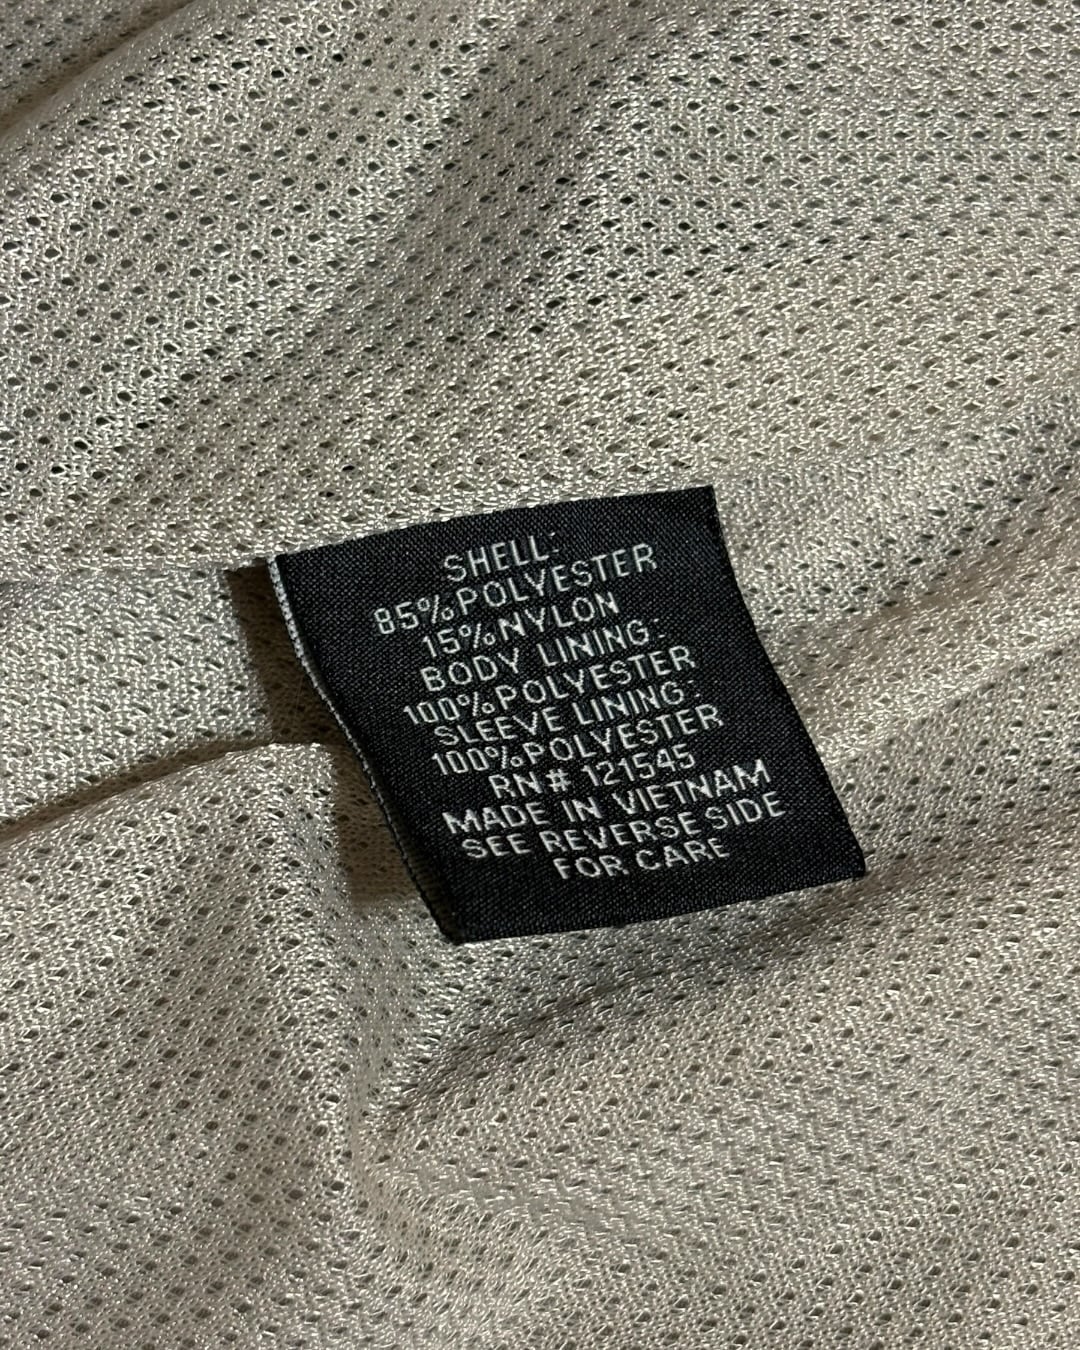 SHELL:
85%POLYESTER
15%NYLON
BODY LINING:
100%POLYESTER
SLEEVE LINING:
100%POLYESTER
RN# 121545
MADE IN VIETNAM
SEE REVERSE SIDE
FOR CARE